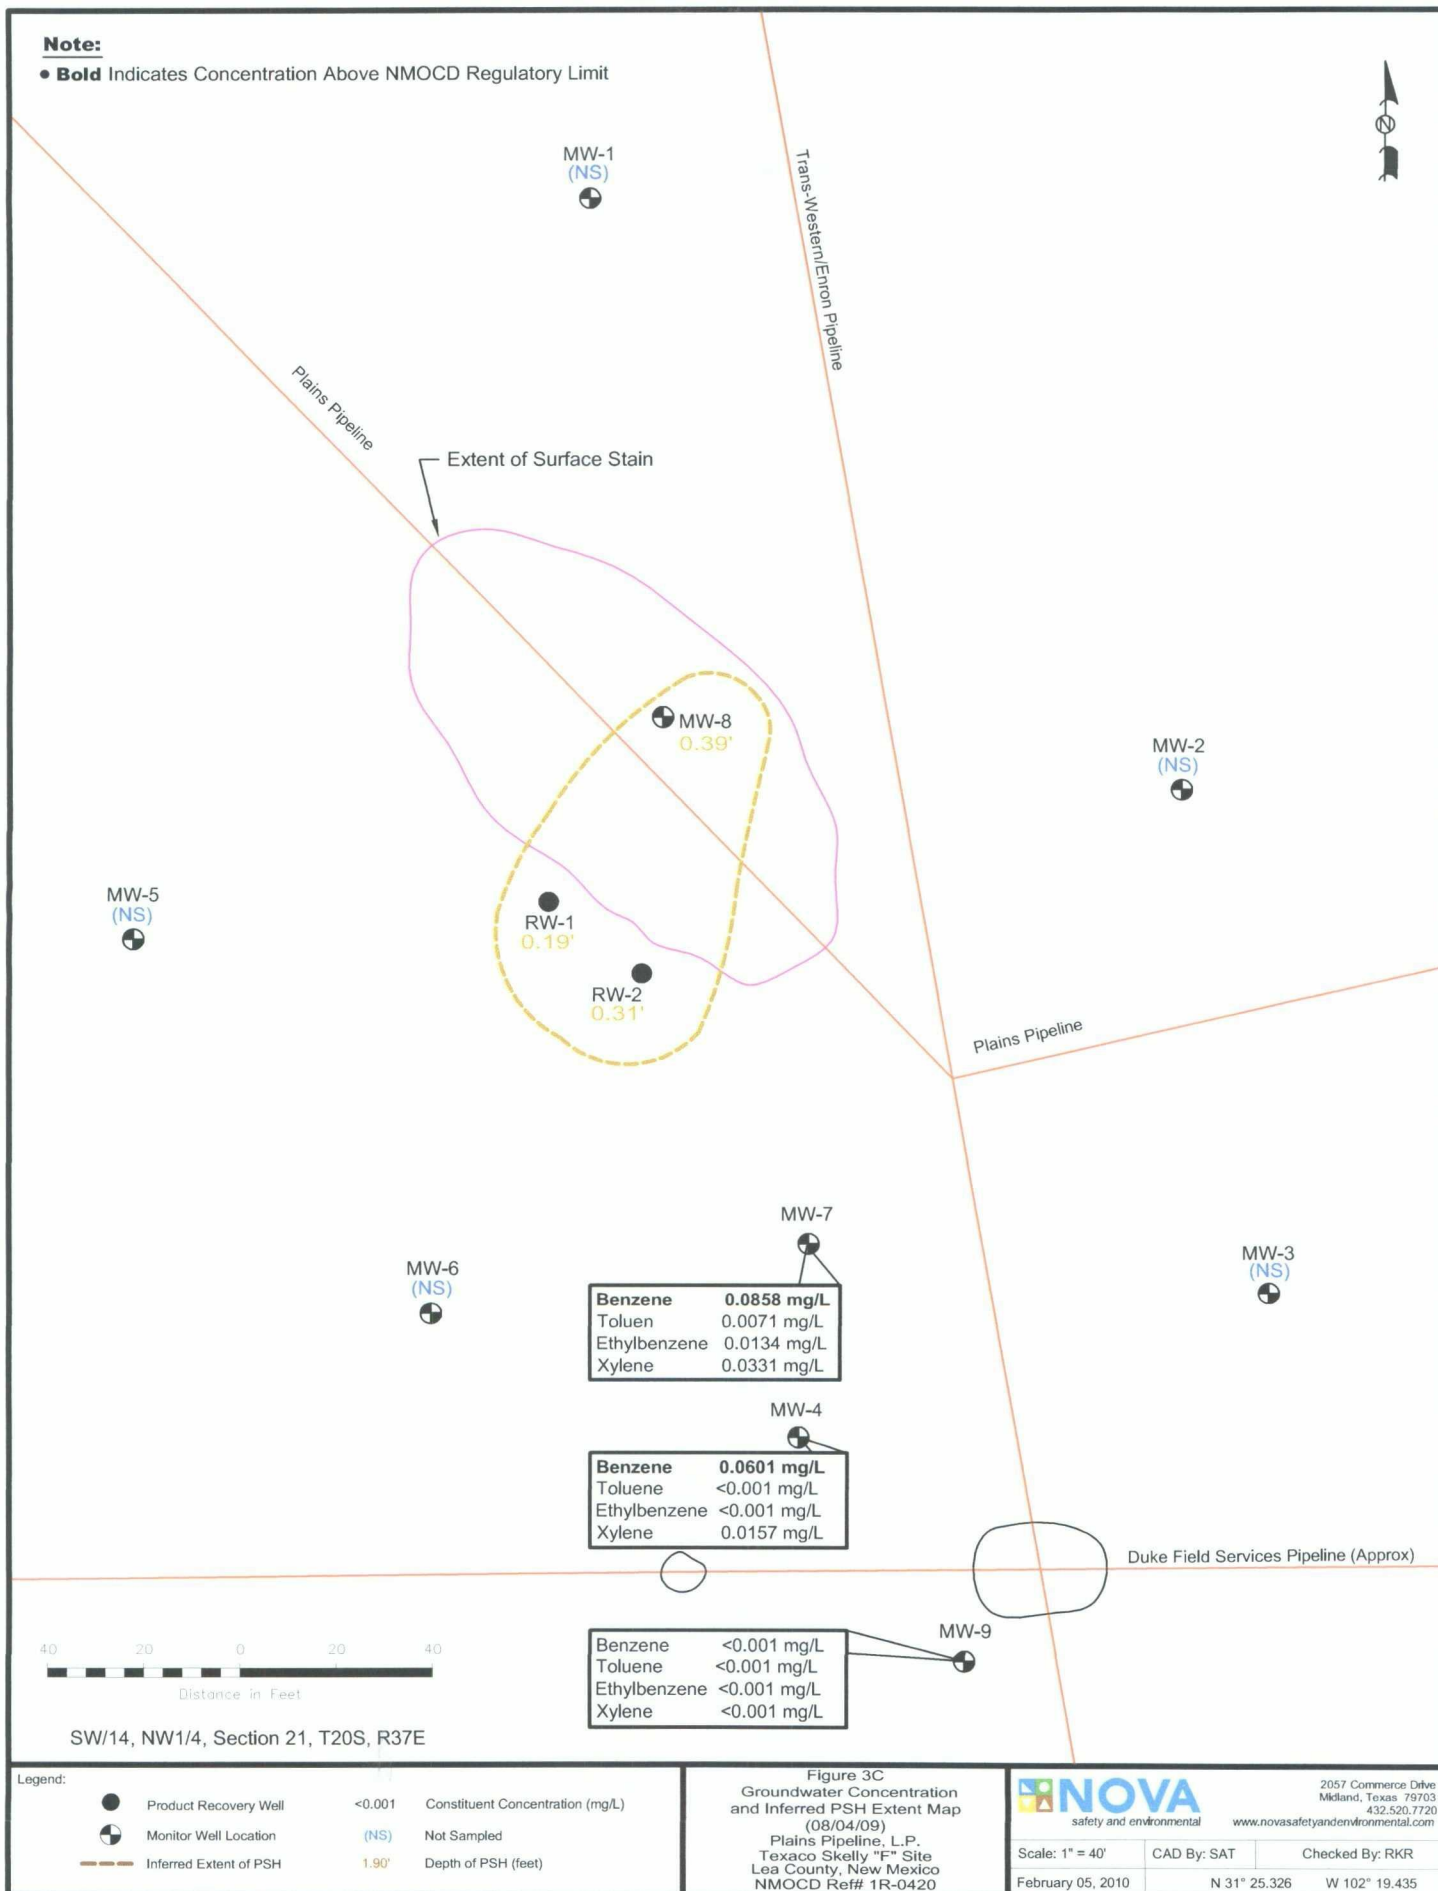 Note:
• Bold Indicates Concentration Above NMOCD Regulatory Limit
N
MW-1
(NS)
Trans-Western/Enron Pipeline
Plains Pipeline
Extent of Surface Stain
MW-8
0.39'
MW-2
(NS)
MW-5
(NS)
RW-1
0.19'
RW-2
0.31'
Plains Pipeline
MW-7
MW-6
(NS)
MW-3
(NS)
Benzene 0.0858 mg/L
Toluen 0.0071 mg/L
Ethylbenzene 0.0134 mg/L
Xylene 0.0331 mg/L
MW-4
Benzene 0.0601 mg/L
Toluene <0.001 mg/L
Ethylbenzene <0.001 mg/L
Xylene 0.0157 mg/L
Duke Field Services Pipeline (Approx)
MW-9
Benzene <0.001 mg/L
Toluene <0.001 mg/L
Ethylbenzene <0.001 mg/L
Xylene <0.001 mg/L
40 20 0 20 40
Distance in Feet
SW/14, NW1/4, Section 21, T20S, R37E
Legend:
Product Recovery Well <0.001 Constituent Concentration (mg/L)
Monitor Well Location (NS) Not Sampled
Inferred Extent of PSH 1.90' Depth of PSH (feet)
Figure 3C
Groundwater Concentration
and Inferred PSH Extent Map
(08/04/09)
Plains Pipeline, L.P.
Texaco Skelly "F" Site
Lea County, New Mexico
NMOCD Ref# 1R-0420
NOVA
safety and environmental
2057 Commerce Drive
Midland, Texas 79703
432.520.7720
www.novasafetyandenvironmental.com
Scale: 1" = 40' CAD By: SAT Checked By: RKR
February 05, 2010 N 31° 25.326 W 102° 19.435